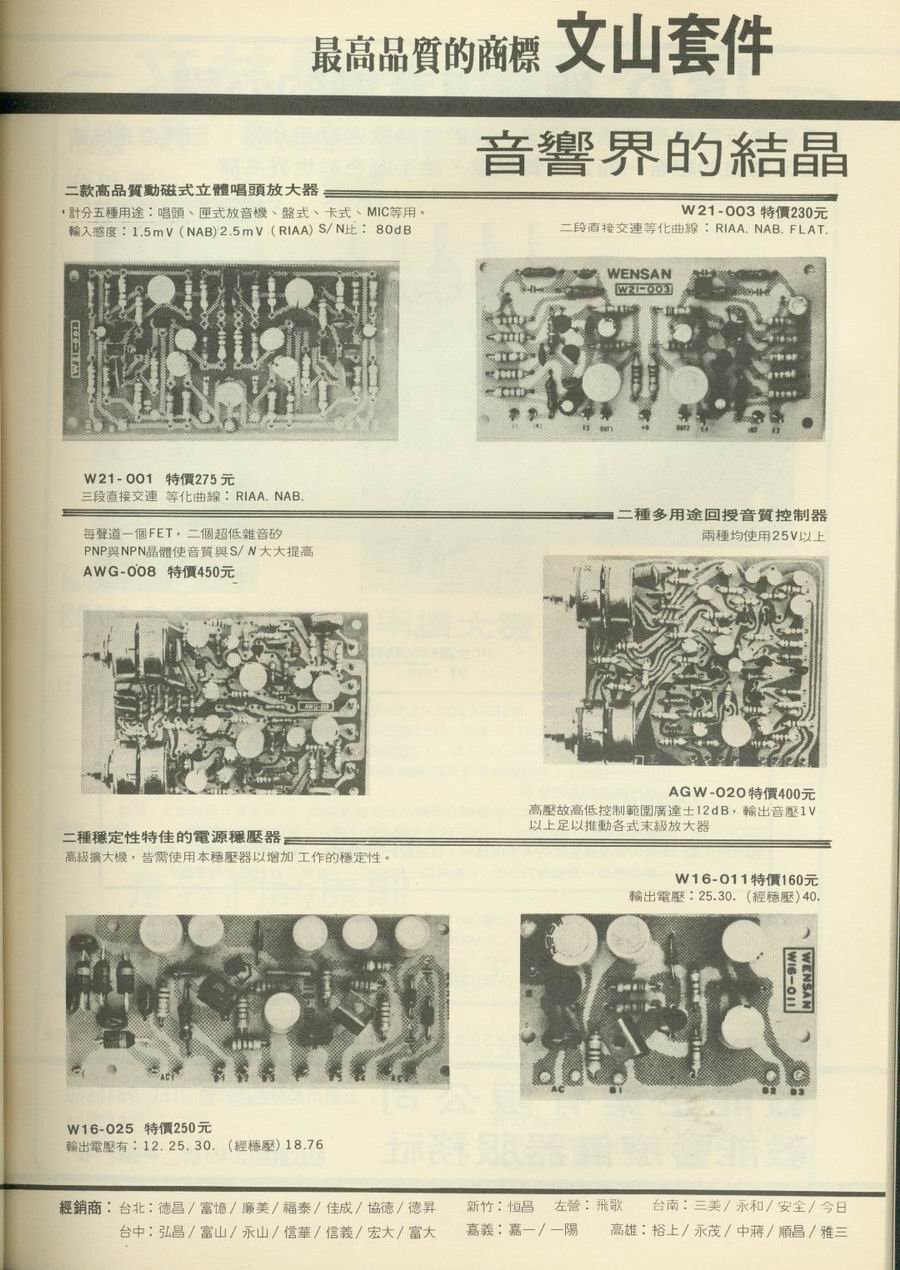 最高品質的商標 文山套件
音響界的結晶
二款高品質動磁式立體唱頭放大器
計分五種用途：唱頭、匣式放音機、盤式、卡式、MIC等用。
輸入感度：1.5mV (NAB) 2.5mV (RIAA) S/N比： 80dB
W21-003 特價230元
二段直接交連等化曲線：RIAA. NAB. FLAT.
WENSAN
W21-003
W21-001 特價275元
三段直接交連 等化曲線：RIAA. NAB.
二種多用途回授音質控制器
兩種均使用25V以上
每聲道一個FET，二個超低雜音矽
PNP與NPN晶體使音質與S/N大大提高
AWG-008 特價450元
AWG-008
AGW-020特價400元
高壓故高低控制範圍廣達士12dB，輸出音壓1V
以上足以推動各式末級放大器
二種穩定性特佳的電源穩壓器
高級擴大機，皆需使用本穩壓器以增加工作的穩定性。
W16-011特價160元
輸出電壓：25.30. (經穩壓) 40.
WENSAN
W16-011
AC B1 B2 B3
W16-025 特價250元
輸出電壓有：12. 25. 30. (經穩壓) 18.76
經銷商：台北：德昌/富憶/廉美/福泰/佳成/協德/德昇 新竹：恒昌 左營：飛歌 台南：三美/永和/安全/今日
台中：弘昌/富山/永山/信華/信義/宏大/富大 嘉義：嘉一/一陽 高雄：裕上/永茂/中蔣/順昌/雅三